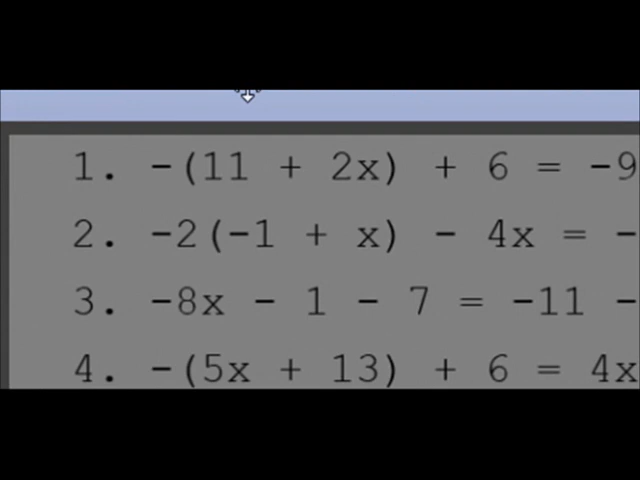 1. -(11 + 2x) + 6 = -9
2. -2(-1 + x) - 4x = -
3. -8x - 1 - 7 = -11 -
4. -(5x + 13) + 6 = 4x